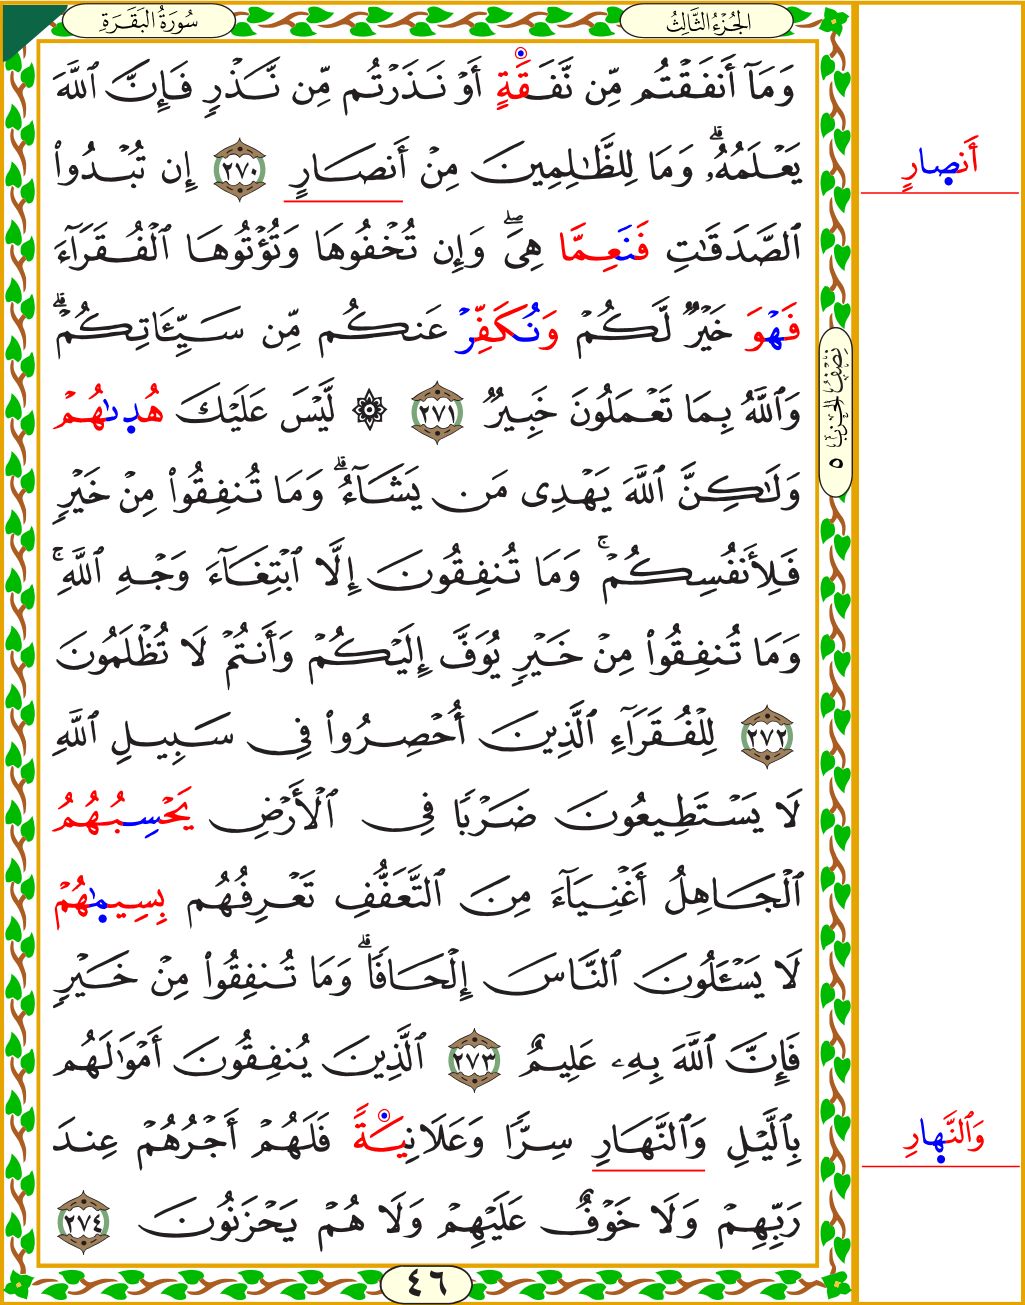 سُورَةُ الْبَقَرَةِ
الجُزْءُ الثَّالِثُ
وَمَآ أَنفَقْتُم مِّن نَّفَقَةٍ أَوْ نَذَرْتُم مِّن نَّذْرٍ فَإِنَّ ٱللَّهَ
يَعْلَمُهُۥۗ وَمَا لِلظَّٰلِمِينَ مِنْ أَنصَارٍ ٢٧٠ إِن تُبْدُوا۟
ٱلصَّدَقَٰتِ فَنَعِمَّا هِىَۖ وَإِن تُخْفُوهَا وَتُؤْتُوهَا ٱلْفُقَرَآءَ
فَهْوَ خَيْرٌ لَّكُمْ وَنُكَفِّرْ عَنكُم مِّن سَيِّـَٔاتِكُمْۗ
وَٱللَّهُ بِمَا تَعْمَلُونَ خَبِيرٌ ٢٧١ ۞ لَّيْسَ عَلَيْكَ هُدىٰهُمْ
وَلَٰكِنَّ ٱللَّهَ يَهْدِى مَن يَشَآءُۗ وَمَا تُنفِقُوا۟ مِنْ خَيْرٍ
فَلِأَنفُسِكُمْۚ وَمَا تُنفِقُونَ إِلَّا ٱبْتِغَآءَ وَجْهِ ٱللَّهِۚ
وَمَا تُنفِقُوا۟ مِنْ خَيْرٍ يُوَفَّ إِلَيْكُمْ وَأَنتُمْ لَا تُظْلَمُونَ
٢٧٢ لِلْفُقَرَآءِ ٱلَّذِينَ أُحْصِرُوا۟ فِى سَبِيلِ ٱللَّهِ
لَا يَسْتَطِيعُونَ ضَرْبًا فِى ٱلْأَرْضِ يَحْسِبُهُمُ
ٱلْجَاهِلُ أَغْنِيَآءَ مِنَ ٱلتَّعَفُّفِ تَعْرِفُهُم بِسِيمىٰهُمْ
لَا يَسْـَٔلُونَ ٱلنَّاسَ إِلْحَافًاۗ وَمَا تُنفِقُوا۟ مِنْ خَيْرٍ
فَإِنَّ ٱللَّهَ بِهِۦ عَلِيمٌ ٢٧٣ ٱلَّذِينَ يُنفِقُونَ أَمْوَٰلَهُم
بِٱلَّيْلِ وَٱلنَّهَارِ سِرًّا وَعَلَانِيَةً فَلَهُمْ أَجْرُهُمْ عِندَ
رَبِّهِمْ وَلَا خَوْفٌ عَلَيْهِمْ وَلَا هُمْ يَحْزَنُونَ ٢٧٤
أَنصِارٍ
نِصْفُ الحِزْبِ ٥
وَٱلنَّهِارِ
٤٦